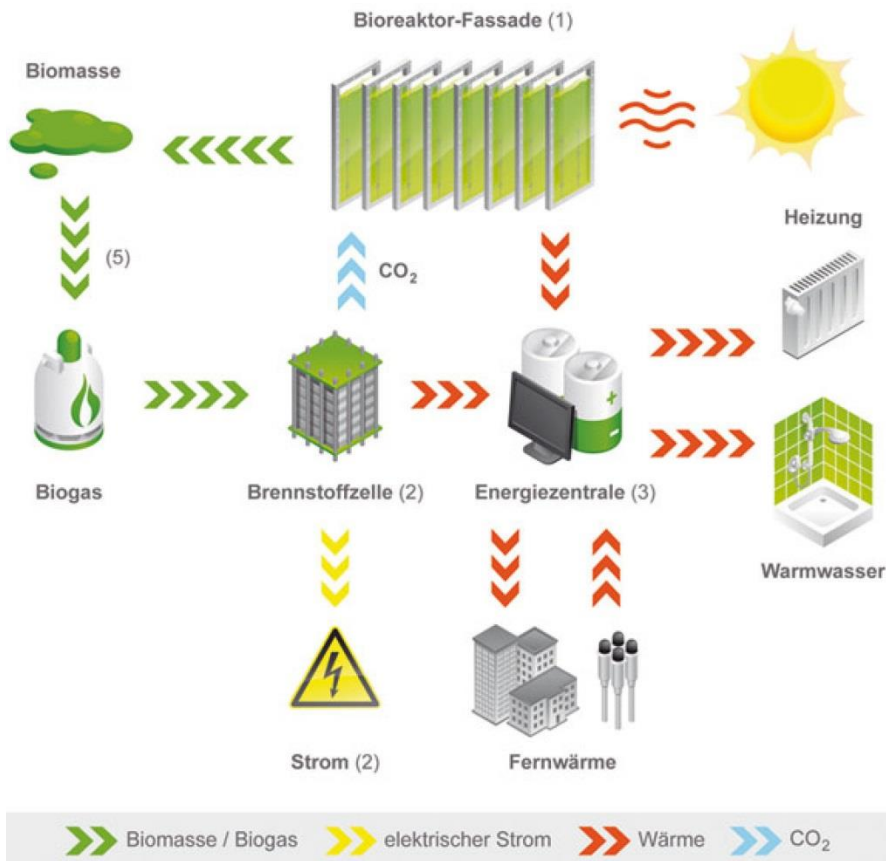 Bioreaktor-Fassade (1)
Biomasse
Heizung
(5)
CO₂
Biogas
Brennstoffzelle (2)
Energiezentrale (3)
Warmwasser
Strom (2)
Fernwärme
Biomasse / Biogas
elektrischer Strom
Wärme
CO₂